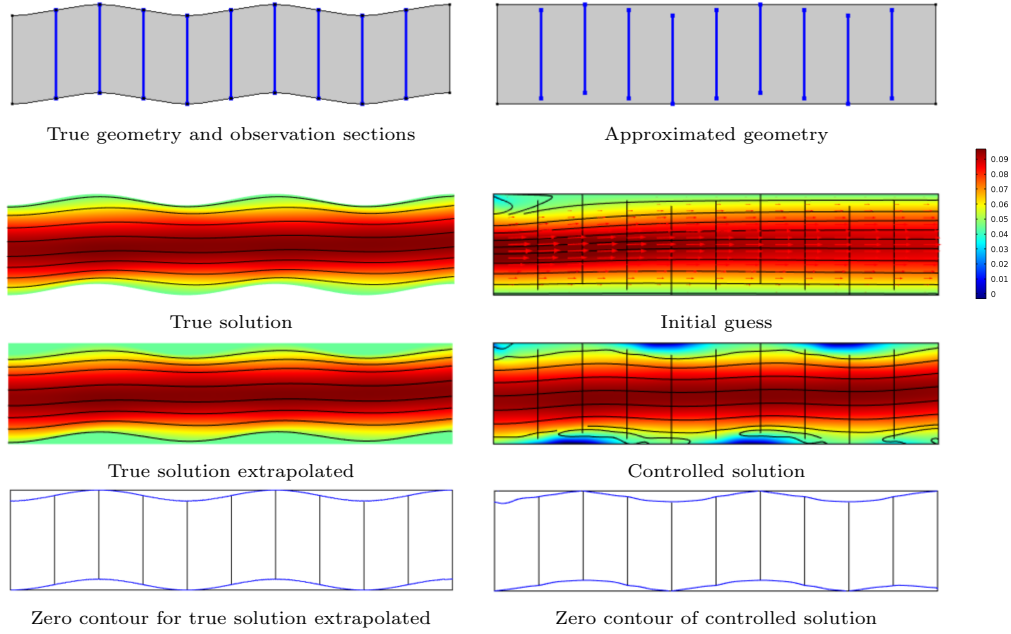 True geometry and observation sections
Approximated geometry
0.09
0.08
0.07
0.06
0.05
0.04
0.03
0.02
0.01
0
True solution
Initial guess
True solution extrapolated
Controlled solution
Zero contour for true solution extrapolated
Zero contour of controlled solution